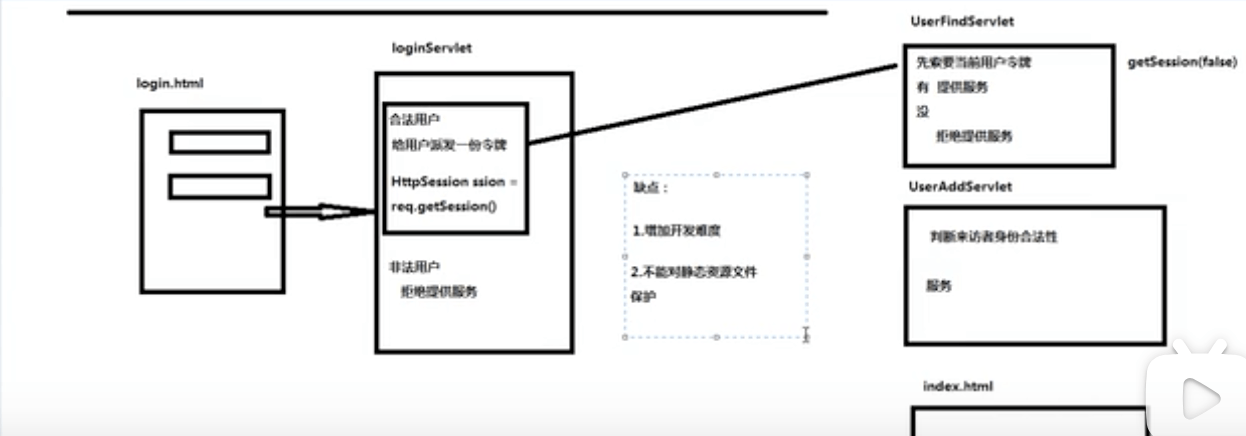 login.html
loginServlet
合法用户
给用户派发一份令牌
HttpSession ssion =
req.getSession()
非法用户
拒绝提供服务
缺点：
1.增加开发难度
2.不能对静态资源文件
保护
UserFindServlet
先索要当前用户令牌
有 提供服务
没
拒绝提供服务
getSession(false)
UserAddServlet
判断来访者身份合法性
服务
index.html